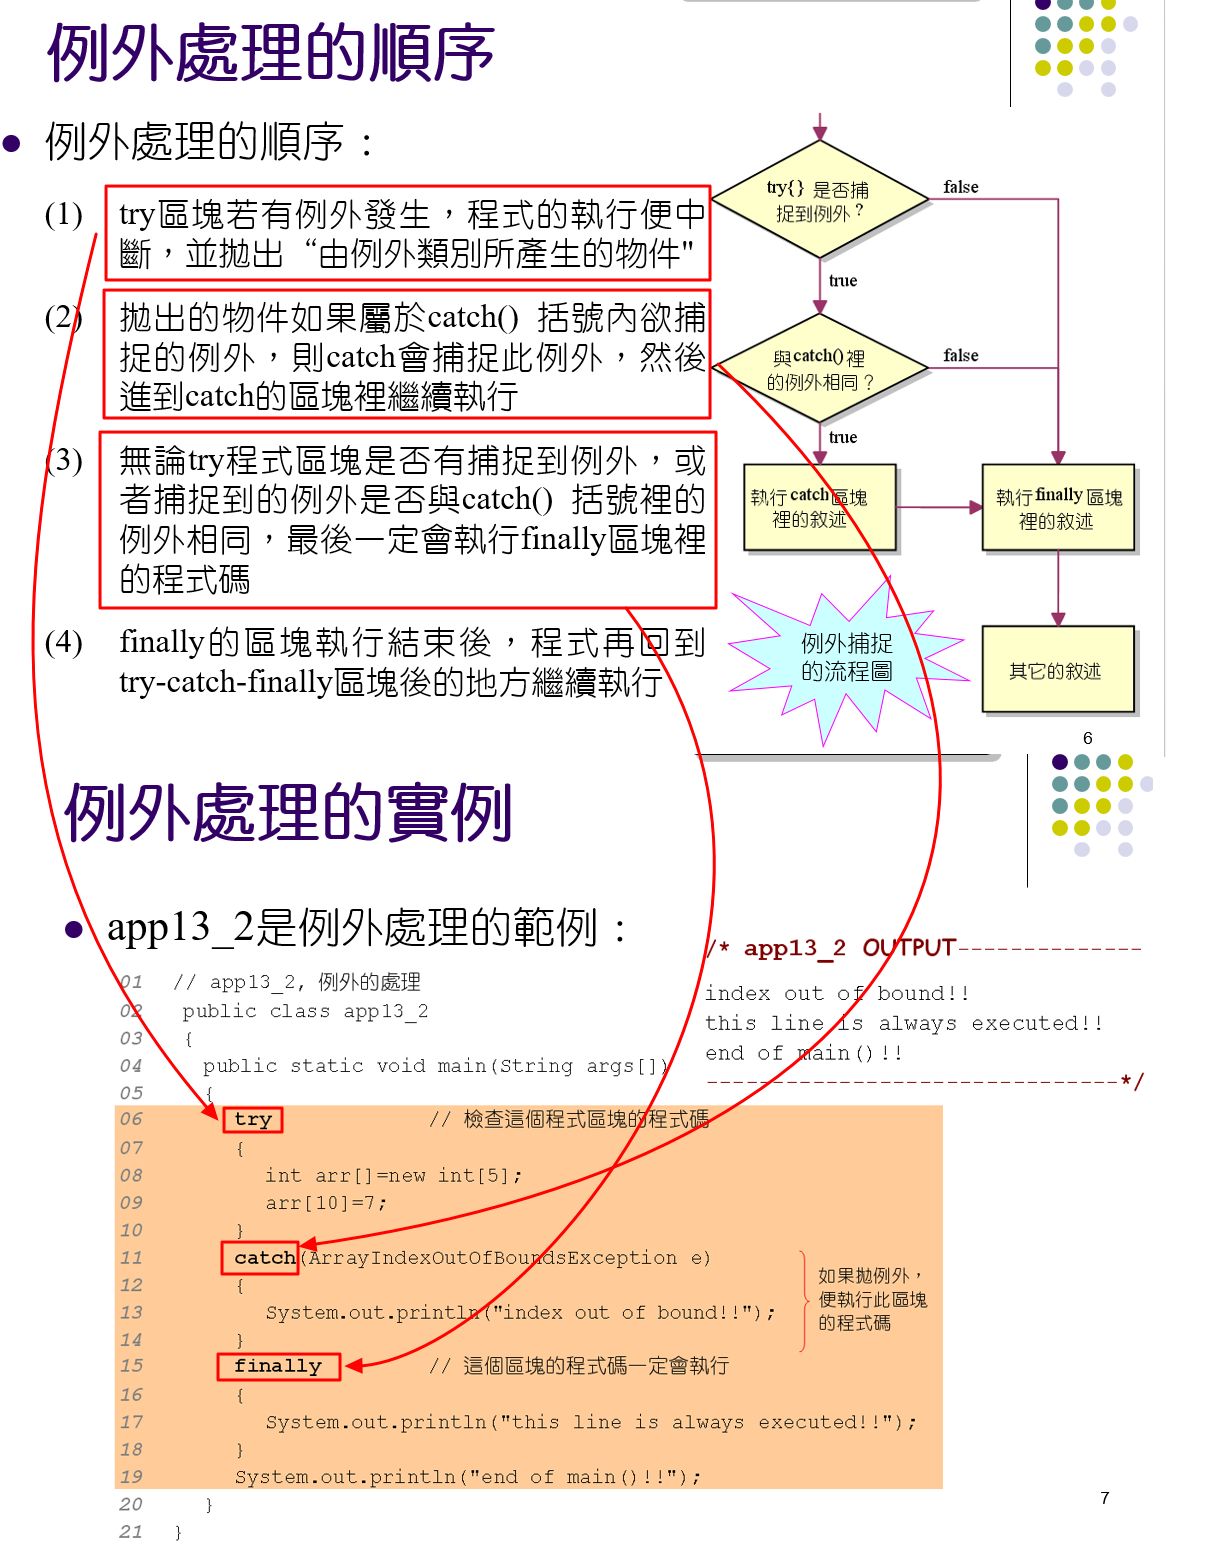 例外處理的順序
例外處理的順序：
(1) try區塊若有例外發生，程式的執行便中
斷，並拋出“由例外類別所產生的物件"
(2) 拋出的物件如果屬於catch() 括號內欲捕
捉的例外，則catch會捕捉此例外，然後
進到catch的區塊裡繼續執行
(3) 無論try程式區塊是否有捕捉到例外，或
者捕捉到的例外是否與catch() 括號裡的
例外相同，最後一定會執行finally區塊裡
的程式碼
(4) finally的區塊執行結束後，程式再回到
try-catch-finally區塊後的地方繼續執行
try{} 是否捕
捉到例外？
false
true
與catch()裡
的例外相同？
false
true
執行catch區塊
裡的敘述
執行finally區塊
裡的敘述
例外捕捉
的流程圖
其它的敘述
6
例外處理的實例
app13_2是例外處理的範例：
/* app13_2 OUTPUT--------------
index out of bound!!
this line is always executed!!
end of main()!!
--------------------------------*/
01 // app13_2, 例外的處理
02 public class app13_2
03 {
04 public static void main(String args[])
05 {
06 try // 檢查這個程式區塊的程式碼
07 {
08 int arr[]=new int[5];
09 arr[10]=7;
10 }
11 catch(ArrayIndexOutOfBoundsException e)
12 {
13 System.out.println("index out of bound!!");
14 }
15 finally // 這個區塊的程式碼一定會執行
16 {
17 System.out.println("this line is always executed!!");
18 }
19 System.out.println("end of main()!!");
20 }
21 }
如果拋例外，
便執行此區塊
的程式碼
7